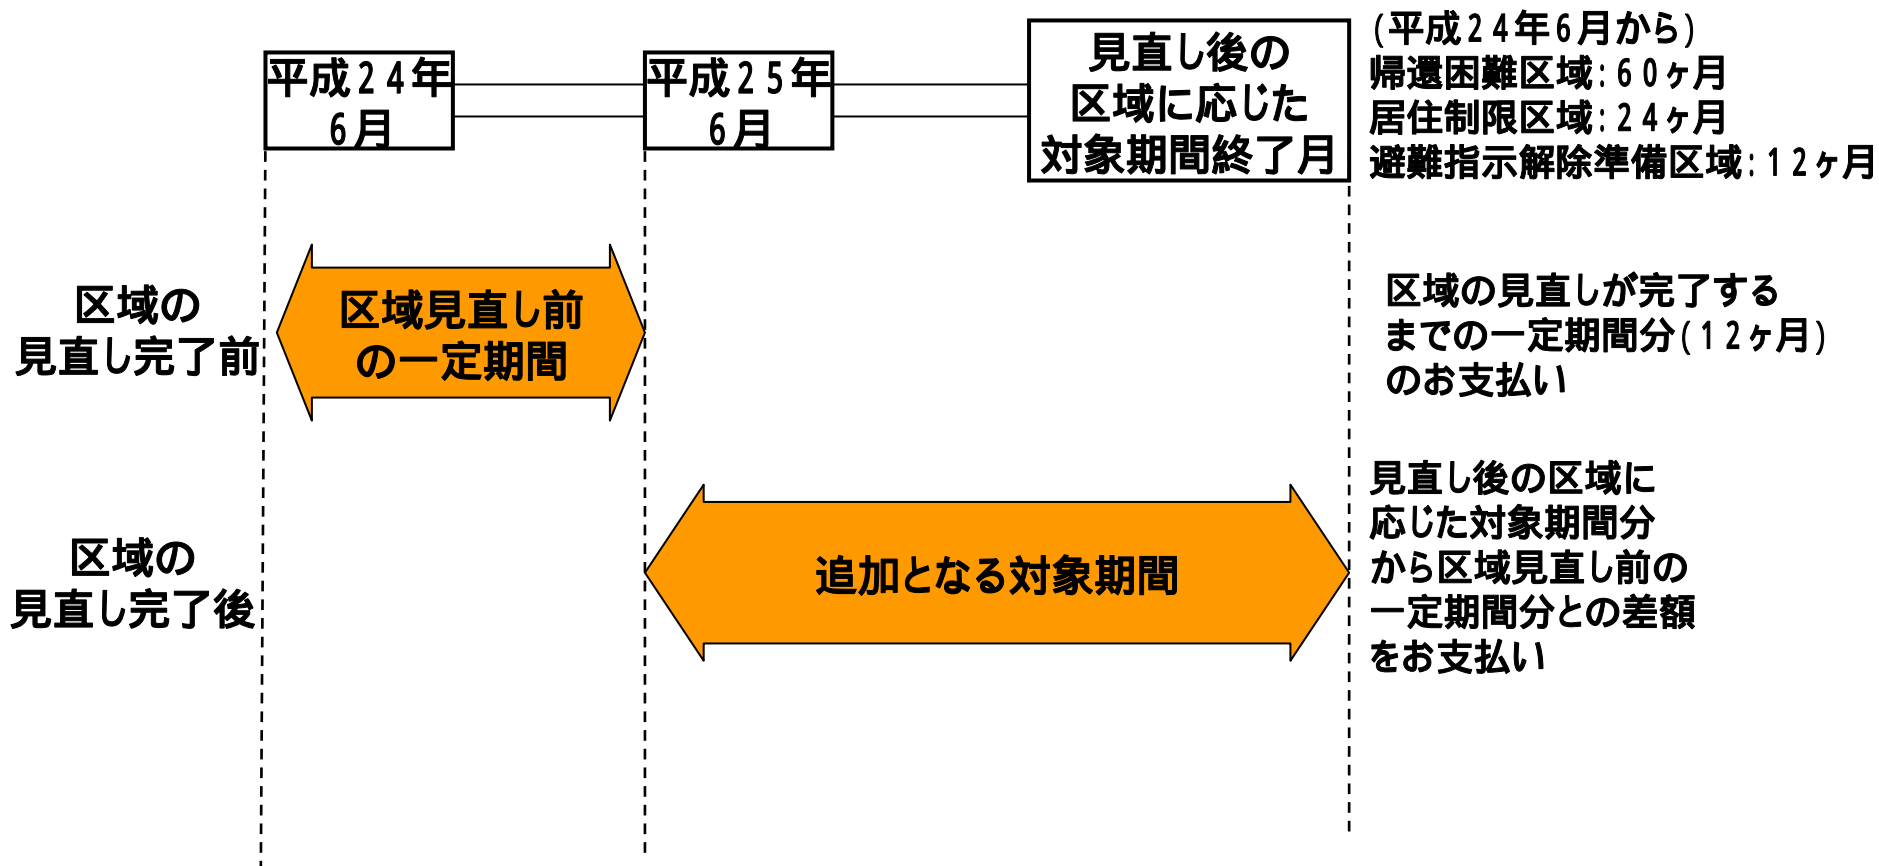 平成24年
6月
平成25年
6月
見直し後の
区域に応じた
対象期間終了月
(平成24年6月から)
帰還困難区域:60ヶ月
居住制限区域:24ヶ月
避難指示解除準備区域:12ヶ月
区域の
見直し完了前
区域見直し前
の一定期間
区域の見直しが完了する
までの一定期間分(12ヶ月)
のお支払い
区域の
見直し完了後
追加となる対象期間
見直し後の区域に
応じた対象期間分
から区域見直し前の
一定期間分との差額
をお支払い